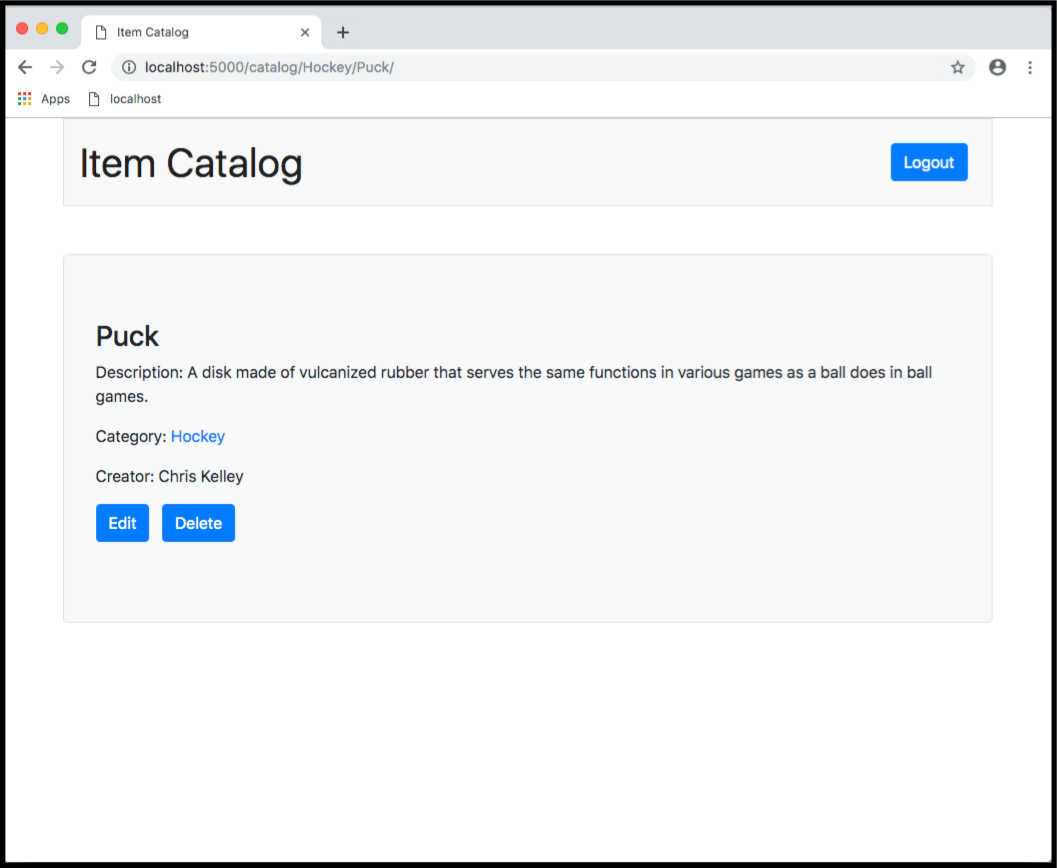 Item Catalog
localhost:5000/catalog/Hockey/Puck/
Apps localhost
Item Catalog
Logout
Puck
Description: A disk made of vulcanized rubber that serves the same functions in various games as a ball does in ball
games.
Category: Hockey
Creator: Chris Kelley
Edit Delete